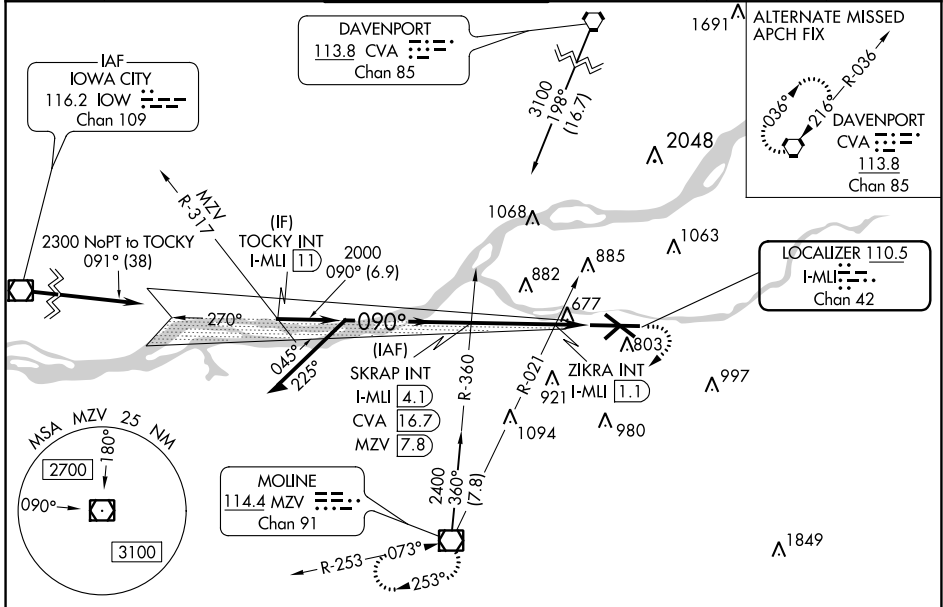 IAF
IOWA CITY
116.2 IOW
Chan 109
DAVENPORT
113.8 CVA
Chan 85
1691
ALTERNATE MISSED
APCH FIX
R-036
036°
216°
DAVENPORT
CVA
113.8
Chan 85
3100
198°
(16.7)
2048
MZV
R-317
2300 NoPT to TOCKY
091° (38)
(IF)
TOCKY INT
I-MLI 11
2000
090° (6.9)
1068
882
885
1063
LOCALIZER 110.5
I-MLI
Chan 42
677
270°
090°
803
045°
225°
(IAF)
SKRAP INT
I-MLI 4.1
CVA 16.7
MZV 7.8
R-360
R-021
ZIKRA INT
I-MLI 1.1
921
997
1094
980
MSA MZV 25 NM
2700
180°
090°
3100
MOLINE
114.4 MZV
Chan 91
2400
360°
(7.8)
R-253
073°
253°
1849